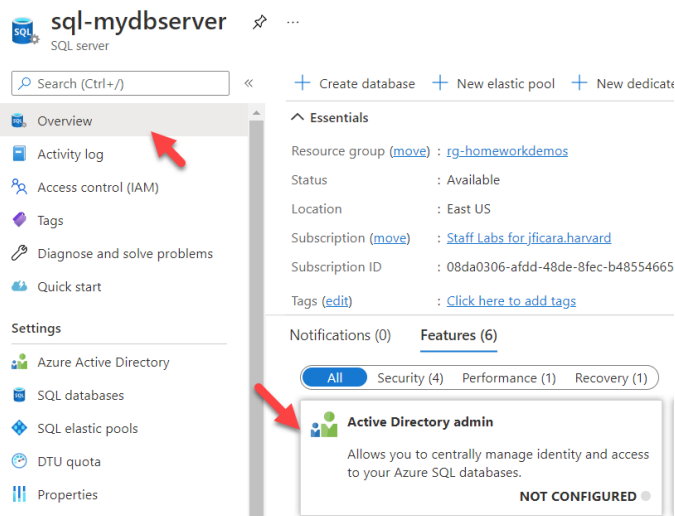 sql-mydbserver
SQL server
Search (Ctrl+/)
Overview
Activity log
Access control (IAM)
Tags
Diagnose and solve problems
Quick start
Settings
Azure Active Directory
SQL databases
SQL elastic pools
DTU quota
Properties
Create database New elastic pool New dedicate
Essentials
Resource group (move) : rg-homeworkdemos
Status : Available
Location : East US
Subscription (move) : Staff Labs for jficara.harvard
Subscription ID : 08da0306-afdd-48de-8fec-b48554665
Tags (edit) : Click here to add tags
Notifications (0) Features (6)
All Security (4) Performance (1) Recovery (1)
Active Directory admin
Allows you to centrally manage identity and access
to your Azure SQL databases.
NOT CONFIGURED